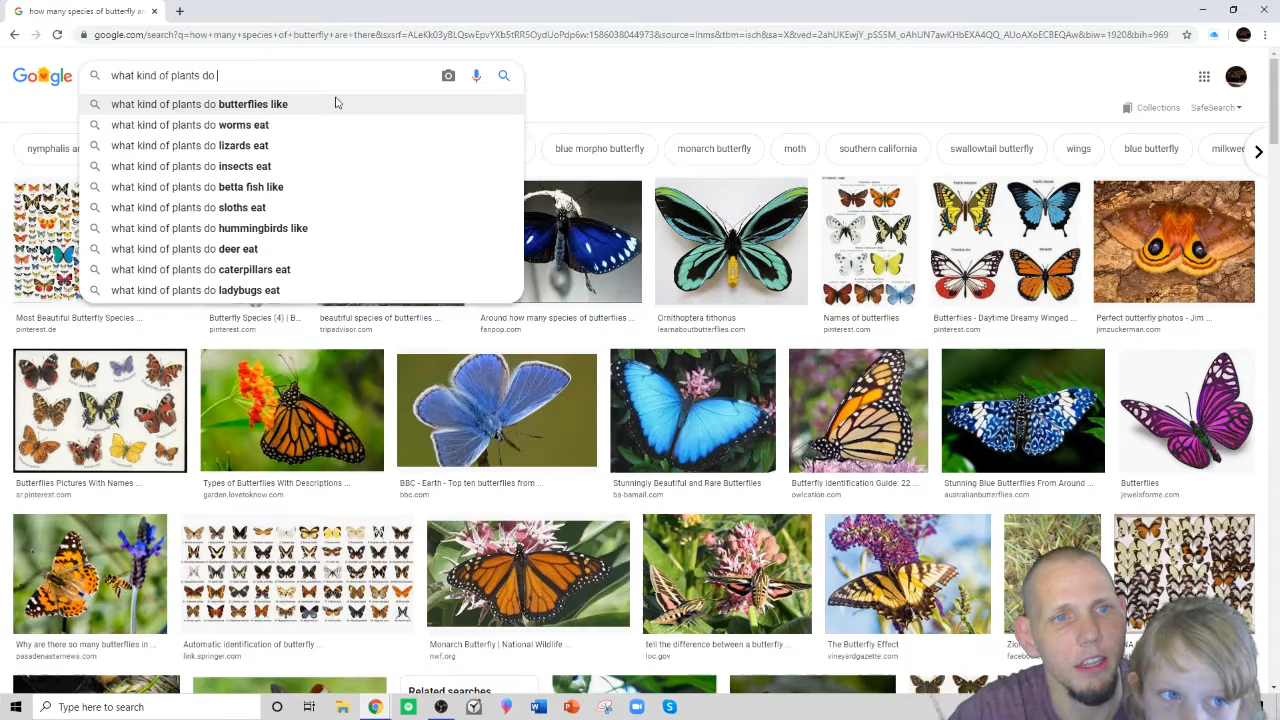 how many species of butterfly ar
google.com/search?q=how+many+species+of+butterfly+are+there&sxsrf=ALeKk03yBLQswEpVYXb5tRR5OydUoPdp6w:1586038044973&source=lnms&tbm=isch&sa=X&ved=2ahUKEwjY_pSS5M_oAhUN7awKHbEXA4QQ_AUoAXoECBEQAw&biw=1920&bih=969
Google
what kind of plants do
what kind of plants do butterflies like
what kind of plants do worms eat
what kind of plants do lizards eat
what kind of plants do insects eat
what kind of plants do betta fish like
what kind of plants do sloths eat
what kind of plants do hummingbirds like
what kind of plants do deer eat
what kind of plants do caterpillars eat
what kind of plants do ladybugs eat
Collections SafeSearch
nymphalis blue morpho butterfly monarch butterfly moth southern california swallowtail butterfly wings blue butterfly milkwee
Most Beautiful Butterfly Species ... Butterfly Species (4) | B... beautiful species of butterflies ... Around how many species of butterflies ... Ornithoptera tithonus Names of butterflies Butterflies - Daytime Dreamy Winged ... Perfect butterfly photos - Jim ...
pinterest.de pinterest.com tripadvisor.com fanpop.com learnaboutbutterflies.com pinterest.com pinterest.com jimzuckerman.com
Butterflies Pictures With Names ... Types of Butterflies With Descriptions ... BBC - Earth - Top ten butterflies from ... Stunningly Beautiful and Rare Butterflies Butterfly Identification Guide: 22 ... Stunning Blue Butterflies From Around ... Butterflies
ar.pinterest.com garden.lovetoknow.com bbc.com ba-bamail.com owlcation.com australianbutterflies.com jewelsforme.com
Why are there so many butterflies in ... Automatic identification of butterfly ... Monarch Butterfly | National Wildlife ... tell the difference between a butterfly ... The Butterfly Effect
pasadenastarnews.com link.springer.com nwf.org loc.gov vineyardgazette.com
Related searches
Type here to search